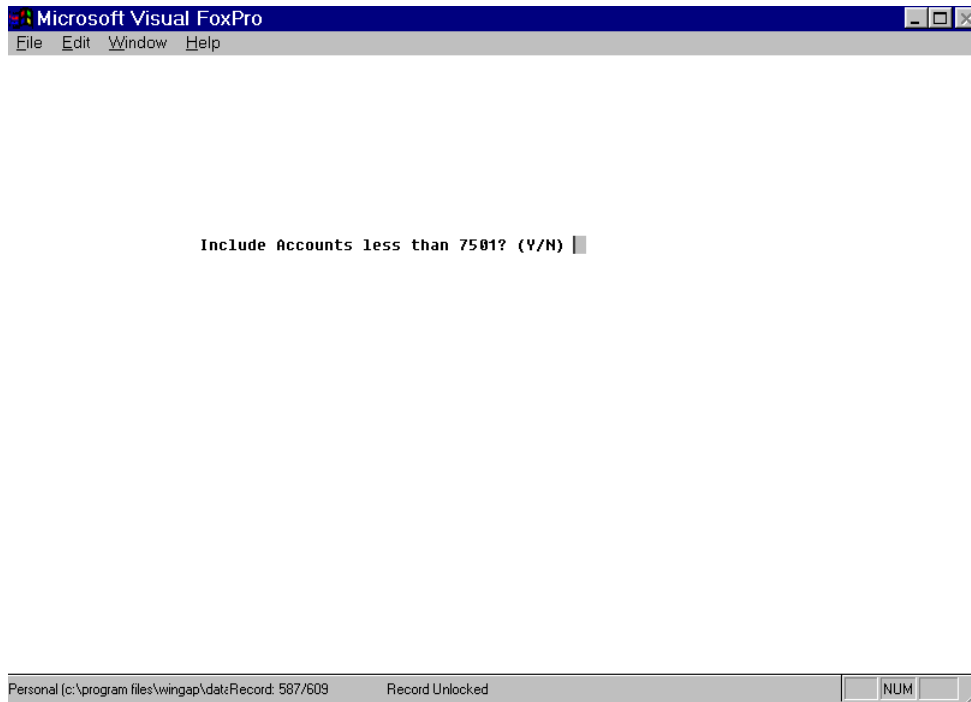 Microsoft Visual FoxPro
File Edit Window Help
Include Accounts less than 7501? (Y/N)
Personal (c:\program files\wingap\data Record: 587/609 Record Unlocked NUM